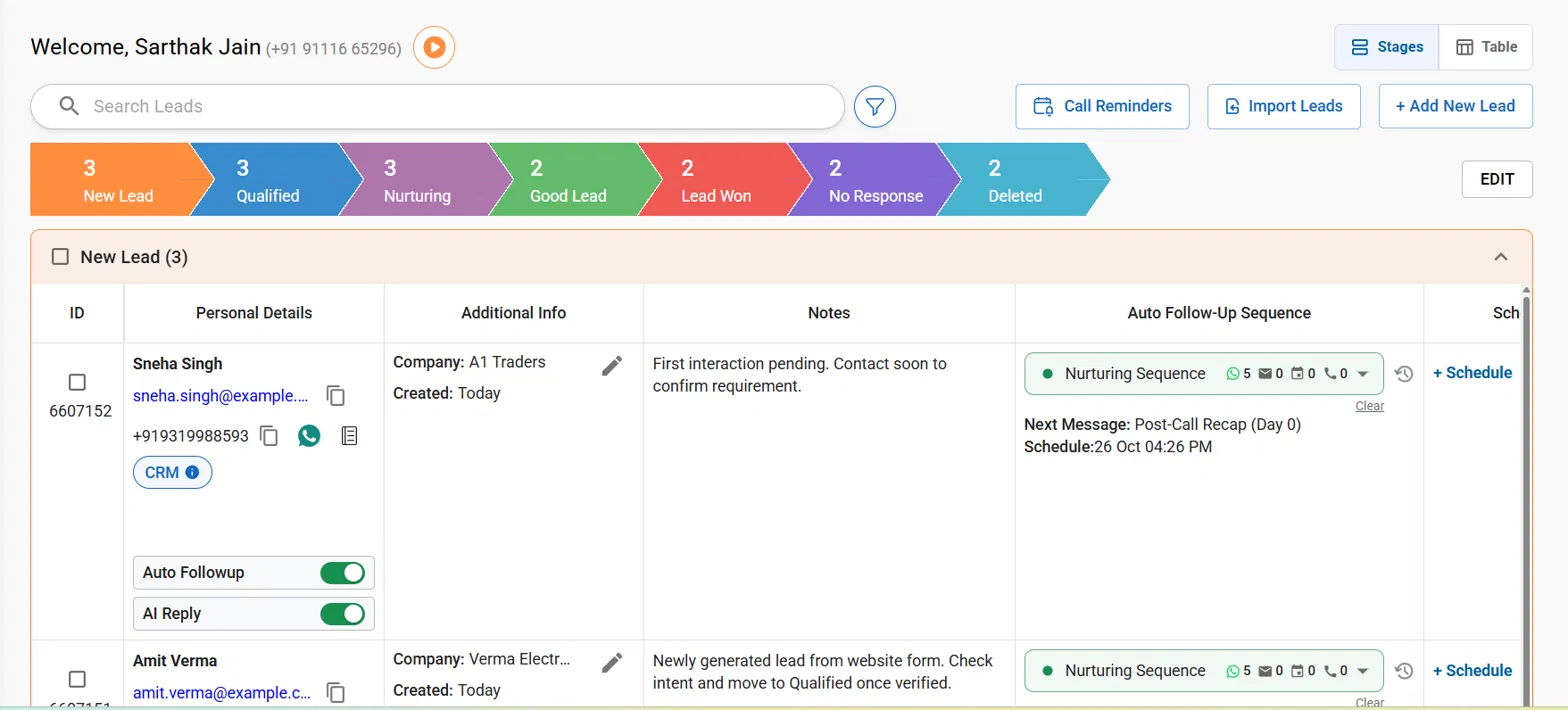 Welcome, Sarthak Jain (+91 91116 65296)
Stages
Table
Search Leads
Call Reminders
Import Leads
+ Add New Lead
3
New Lead
3
Qualified
3
Nurturing
2
Good Lead
2
Lead Won
2
No Response
2
Deleted
EDIT
New Lead (3)
ID
Personal Details
Additional Info
Notes
Auto Follow-Up Sequence
Sch
6607152
Sneha Singh
sneha.singh@example....
+919319988593
CRM
Auto Followup
AI Reply
Company: A1 Traders
Created: Today
First interaction pending. Contact soon to
confirm requirement.
Nurturing Sequence 5 0 0 0
Clear
Next Message: Post-Call Recap (Day 0)
Schedule:26 Oct 04:26 PM
+ Schedule
Amit Verma
amit.verma@example.c...
Company: Verma Electr...
Created: Today
Newly generated lead from website form. Check
intent and move to Qualified once verified.
Nurturing Sequence 5 0 0 0
Clear
+ Schedule